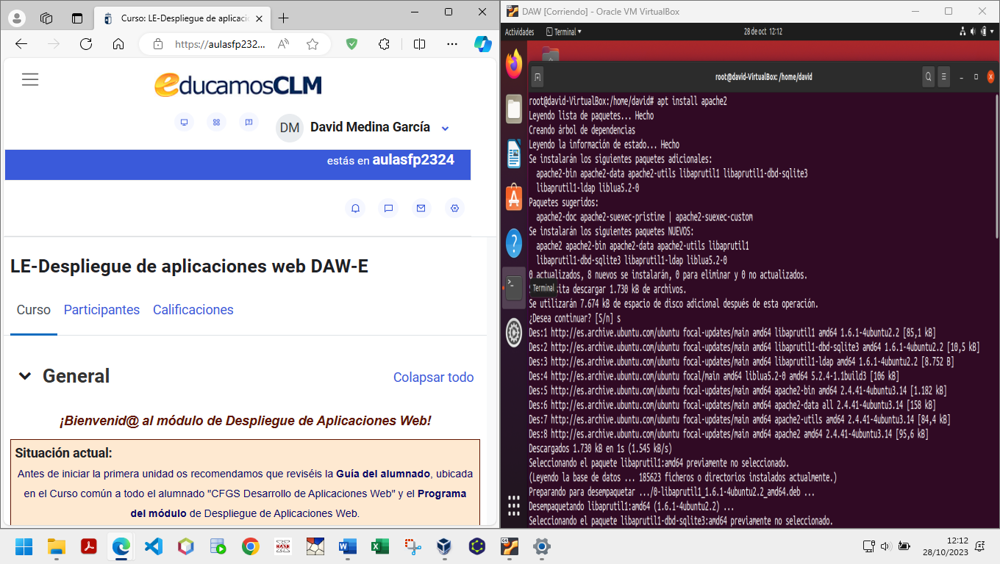 Curso: LE-Despliegue de aplicaci
https://aulasfp232...
educamosCLM
DM
David Medina García
estás en aulasfp2324
LE-Despliegue de aplicaciones web DAW-E
Curso Participantes Calificaciones
General
Colapsar todo
¡Bienvenid@ al módulo de Despliegue de Aplicaciones Web!
Situación actual:
Antes de iniciar la primera unidad os recomendamos que reviséis la Guía del alumnado, ubicada
en el Curso común a todo el alumnado "CFGS Desarrollo de Aplicaciones Web" y el Programa
del módulo de Despliegue de Aplicaciones Web.
DAW [Corriendo] - Oracle VM VirtualBox
Actividades
Terminal
28 de oct 12:12
root@david-VirtualBox: /home/david
root@david-VirtualBox:/home/david# apt install apache2
Leyendo lista de paquetes... Hecho
Creando árbol de dependencias
Leyendo la información de estado... Hecho
Se instalarán los siguientes paquetes adicionales:
apache2-bin apache2-data apache2-utils libaprutil1 libaprutil1-dbd-sqlite3
libaprutil1-ldap liblua5.2-0
Paquetes sugeridos:
apache2-doc apache2-suexec-pristine | apache2-suexec-custom
Se instalarán los siguientes paquetes NUEVOS:
apache2 apache2-bin apache2-data apache2-utils libaprutil1
libaprutil1-dbd-sqlite3 libaprutil1-ldap liblua5.2-0
0 actualizados, 8 nuevos se instalarán, 0 para eliminar y 0 no actualizados.
Terminal
sita descargar 1.730 kB de archivos.
Se utilizarán 7.674 kB de espacio de disco adicional después de esta operación.
¿Desea continuar? [S/n] s
Des:1 http://es.archive.ubuntu.com/ubuntu focal-updates/main amd64 libaprutil1 amd64 1.6.1-4ubuntu2.2 [85,1 kB]
Des:2 http://es.archive.ubuntu.com/ubuntu focal-updates/main amd64 libaprutil1-dbd-sqlite3 amd64 1.6.1-4ubuntu2.2 [10,5 kB]
Des:3 http://es.archive.ubuntu.com/ubuntu focal-updates/main amd64 libaprutil1-ldap amd64 1.6.1-4ubuntu2.2 [8.752 B]
Des:4 http://es.archive.ubuntu.com/ubuntu focal/main amd64 liblua5.2-0 amd64 5.2.4-1.1build3 [106 kB]
Des:5 http://es.archive.ubuntu.com/ubuntu focal-updates/main amd64 apache2-bin amd64 2.4.41-4ubuntu3.14 [1.182 kB]
Des:6 http://es.archive.ubuntu.com/ubuntu focal-updates/main amd64 apache2-data all 2.4.41-4ubuntu3.14 [158 kB]
Des:7 http://es.archive.ubuntu.com/ubuntu focal-updates/main amd64 apache2-utils amd64 2.4.41-4ubuntu3.14 [84,4 kB]
Des:8 http://es.archive.ubuntu.com/ubuntu focal-updates/main amd64 apache2 amd64 2.4.41-4ubuntu3.14 [95,6 kB]
Descargados 1.730 kB en 1s (1.545 kB/s)
Seleccionando el paquete libaprutil1:amd64 previamente no seleccionado.
(Leyendo la base de datos ... 185623 ficheros o directorios instalados actualmente.)
Preparando para desempaquetar .../0-libaprutil1_1.6.1-4ubuntu2.2_amd64.deb ...
Desempaquetando libaprutil1:amd64 (1.6.1-4ubuntu2.2) ...
Seleccionando el paquete libaprutil1-dbd-sqlite3:amd64 previamente no seleccionado.
12:12
28/10/2023